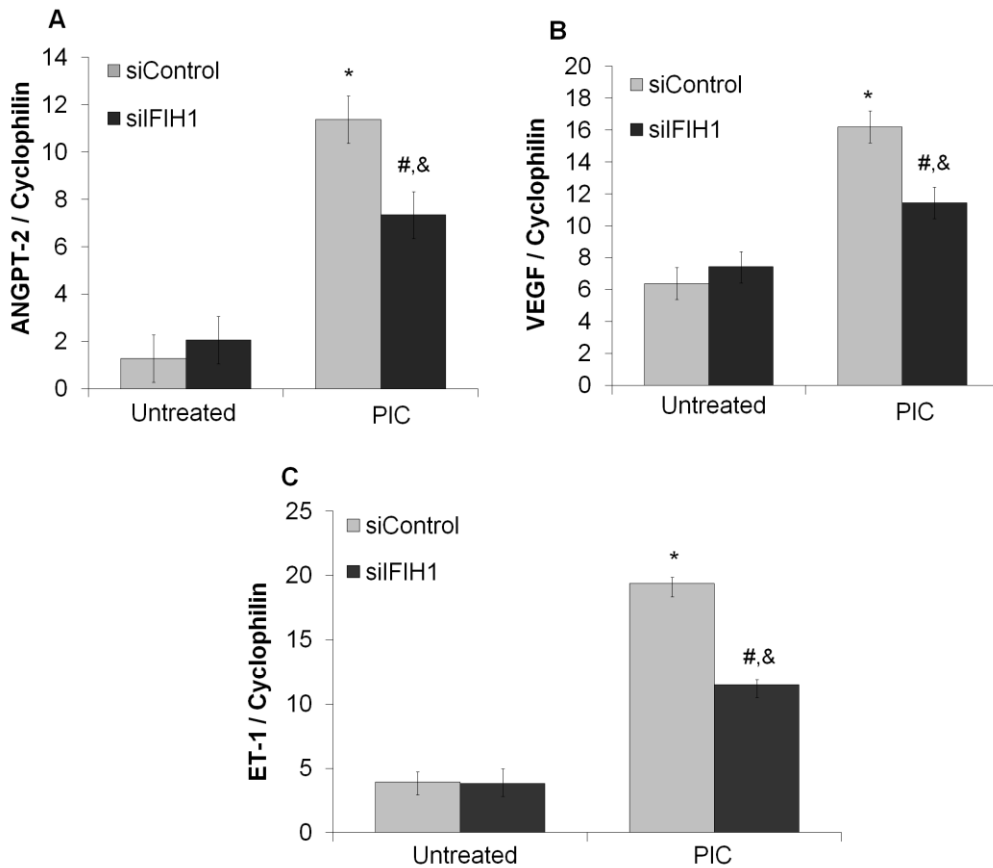 A
ANGPT-2 / Cyclophilin
14
12
10
8
6
4
2
0
siControl
siIFIH1
*
#,&
Untreated
PIC
B
VEGF / Cyclophilin
20
18
16
14
12
10
8
6
4
2
0
siControl
siIFIH1
*
#,&
Untreated
PIC
C
ET-1 / Cyclophilin
25
20
15
10
5
0
siControl
siIFIH1
*
#,&
Untreated
PIC